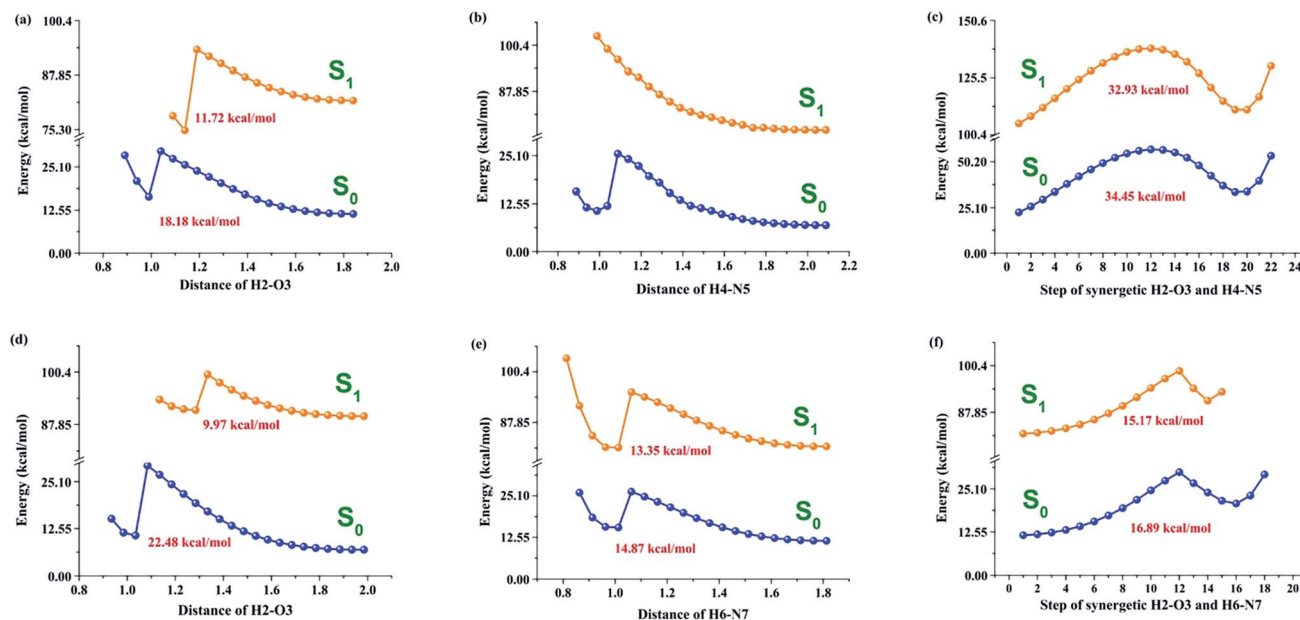 (a)
100.4
87.85
75.30
25.10
12.55
0.00
Energy (kcal/mol)
S1
11.72 kcal/mol
S0
18.18 kcal/mol
0.8 1.0 1.2 1.4 1.6 1.8 2.0
Distance of H2-O3
(b)
100.4
87.85
25.10
12.55
0.00
Energy (kcal/mol)
S1
S0
0.8 1.0 1.2 1.4 1.6 1.8 2.0 2.2
Distance of H4-N5
(c)
150.6
125.5
100.4
50.20
25.10
0.00
Energy (kcal/mol)
S1
32.93 kcal/mol
S0
34.45 kcal/mol
0 2 4 6 8 10 12 14 16 18 20 22 24
Step of synergetic H2-O3 and H4-N5
(d)
100.4
87.85
25.10
12.55
0.00
Energy (kcal/mol)
S1
9.97 kcal/mol
S0
22.48 kcal/mol
0.8 1.0 1.2 1.4 1.6 1.8 2.0
Distance of H2-O3
(e)
100.4
87.85
25.10
12.55
0.00
Energy (kcal/mol)
S1
13.35 kcal/mol
S0
14.87 kcal/mol
0.8 1.0 1.2 1.4 1.6 1.8
Distance of H6-N7
(f)
100.4
87.85
25.10
12.55
0.00
Energy (kcal/mol)
S1
15.17 kcal/mol
S0
16.89 kcal/mol
0 2 4 6 8 10 12 14 16 18 20
Step of synergetic H2-O3 and H6-N7